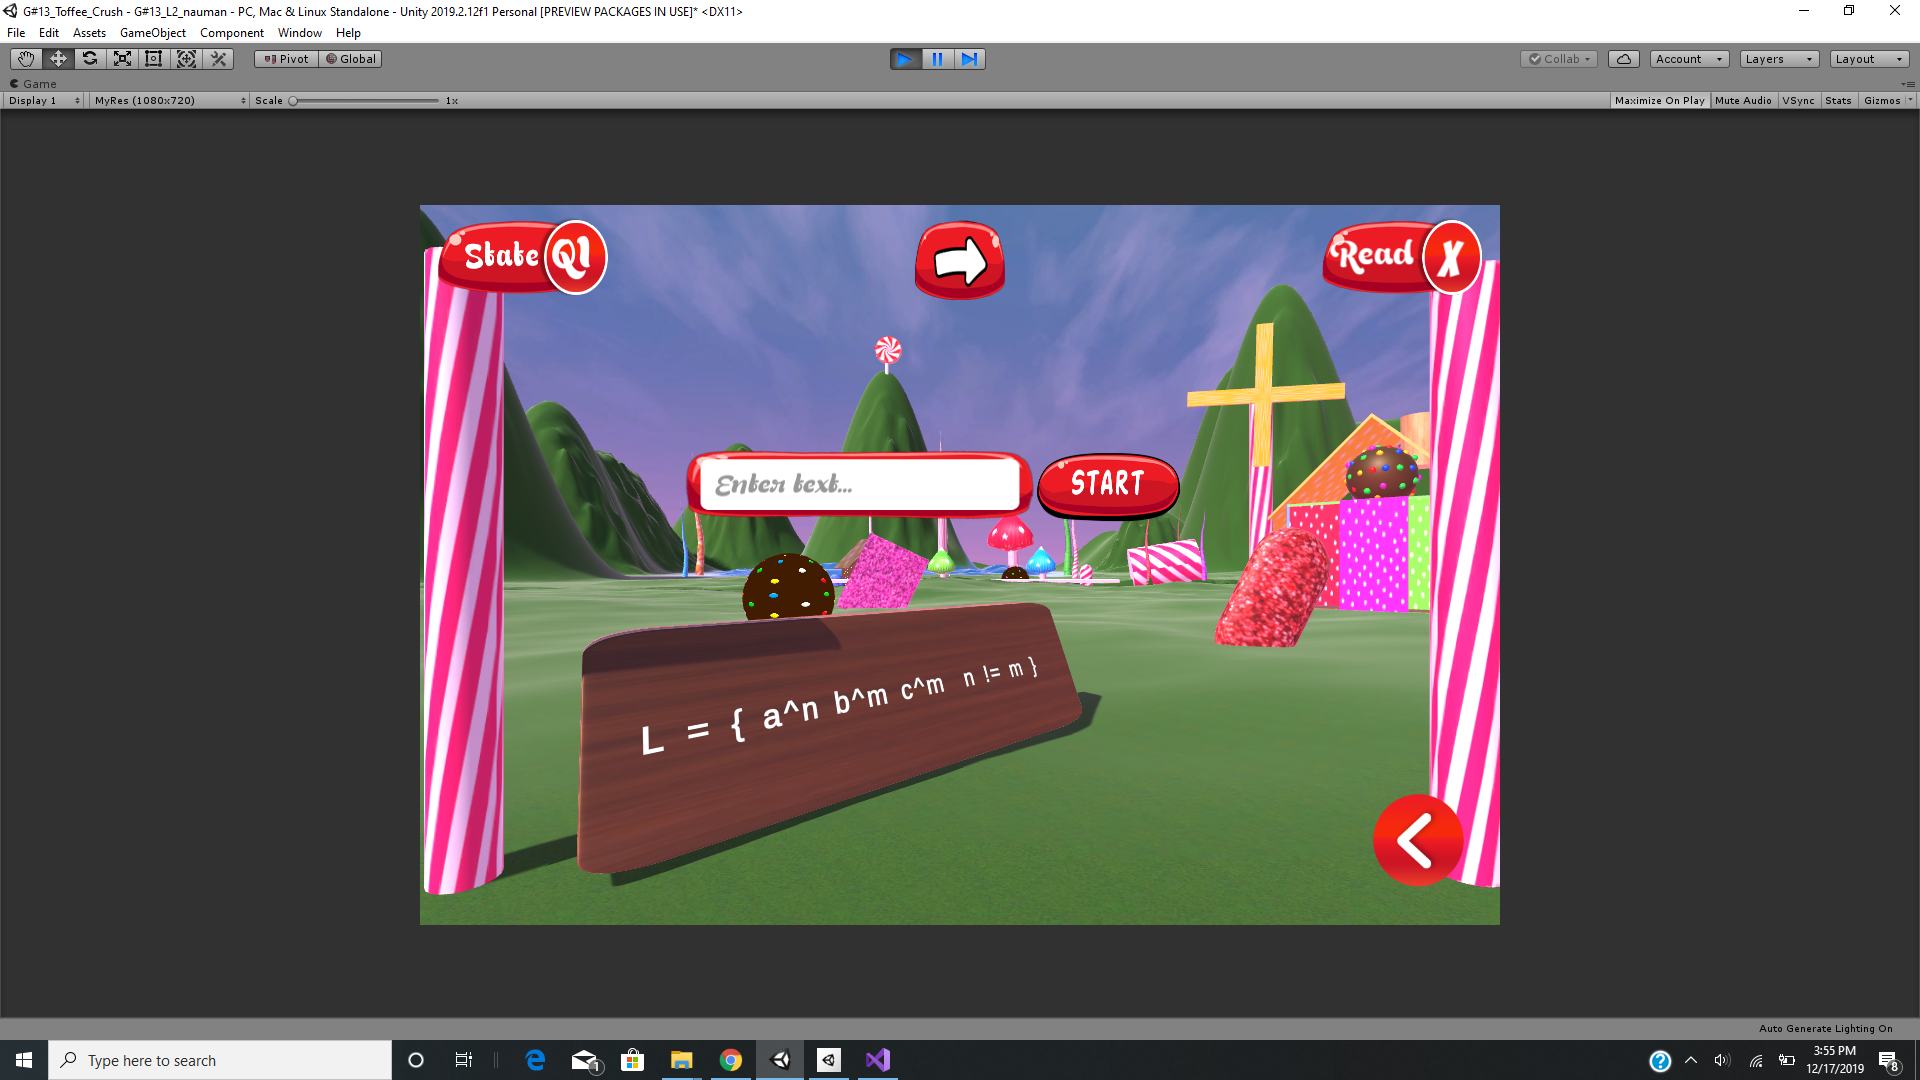 G#13_Toffee_Crush - G#13_L2_nauman - PC, Mac & Linux Standalone - Unity 2019.2.12f1 Personal [PREVIEW PACKAGES IN USE]* <DX11>
File Edit Assets GameObject Component Window Help
Pivot Global Collab Account Layers Layout
Game
Display 1 MyRes (1080x720) Scale 1x Maximize On Play Mute Audio VSync Stats Gizmos
State Q1
Read X
Enter text...
START
L = { a^n b^m c^m n != m }
Auto Generate Lighting On
Type here to search
1
3:55 PM
12/17/2019
8